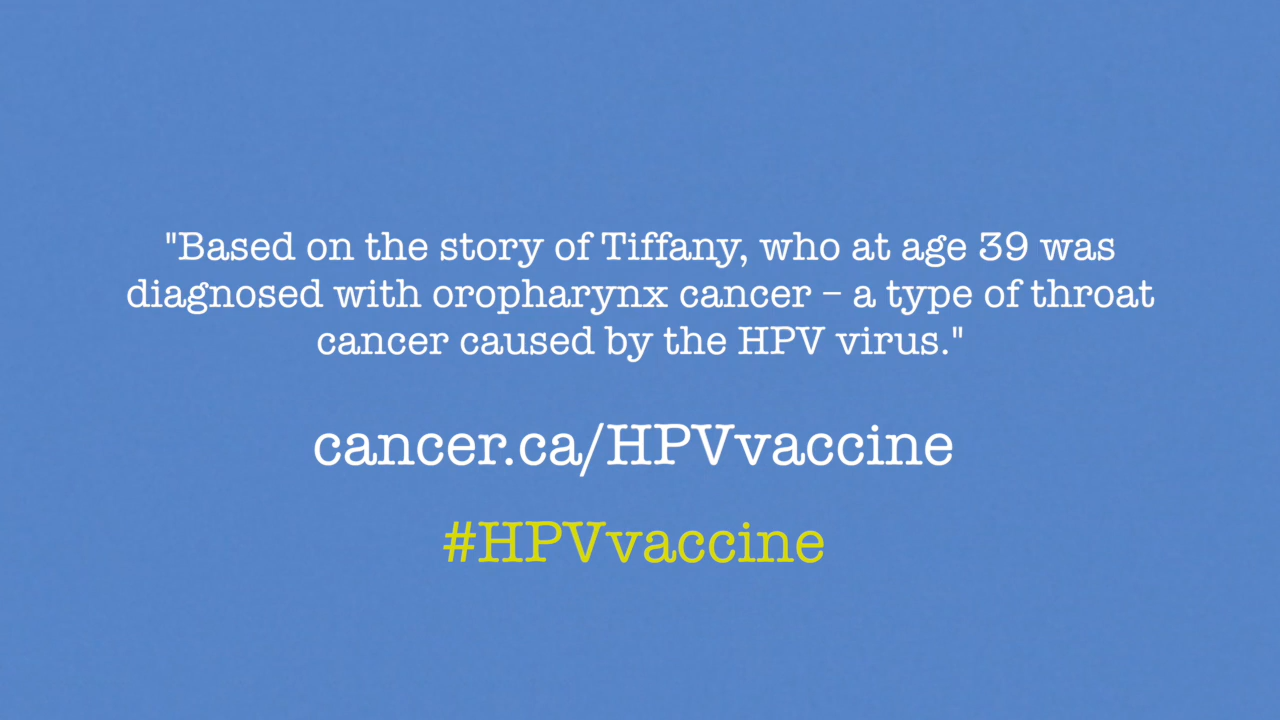 "Based on the story of Tiffany, who at age 39 was
diagnosed with oropharynx cancer – a type of throat
cancer caused by the HPV virus."
cancer.ca/HPVvaccine
#HPVvaccine